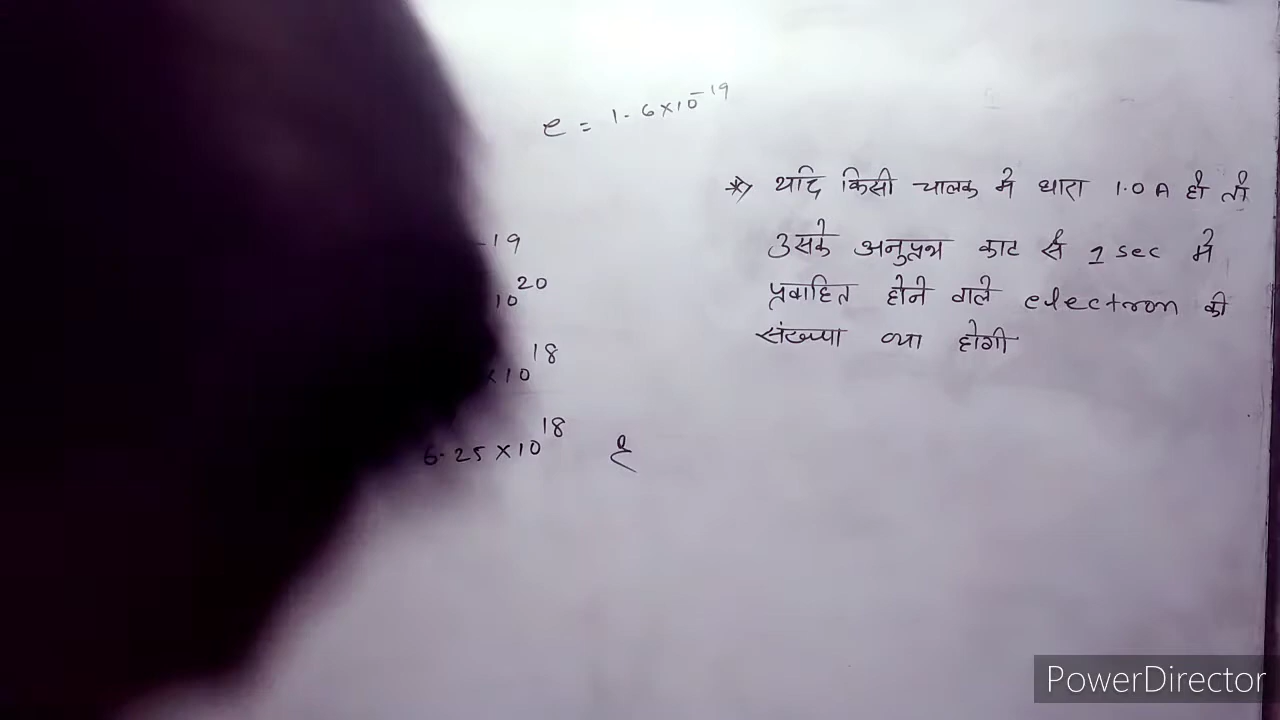 e = 1.6×10⁻¹⁹
* यदि किसी चालक में धारा 1.0 A हो तो
उसके अनुप्रस्थ काट से 1 sec में
प्रवाहित होने वाले electron की
संख्या क्या होगी
-19
10²⁰
×10¹⁸
6.25×10¹⁸ e
PowerDirector